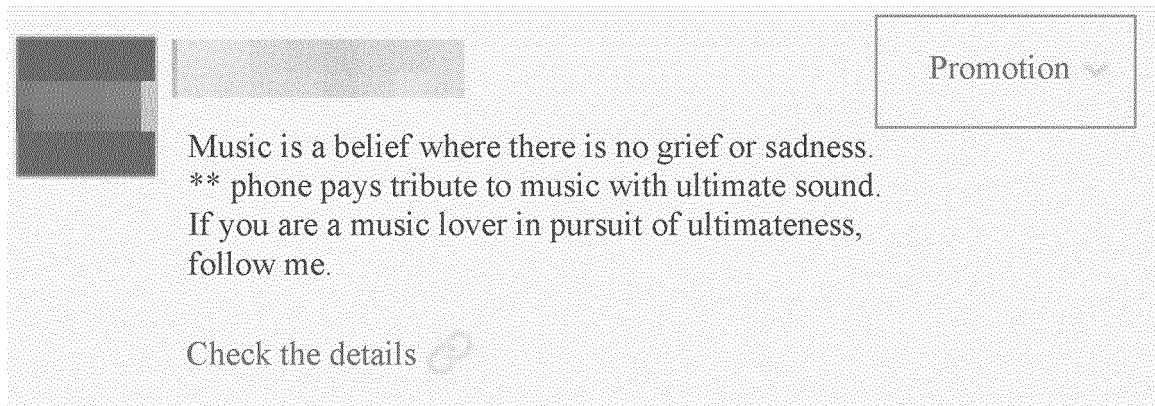 Promotion
Music is a belief where there is no grief or sadness.
** phone pays tribute to music with ultimate sound.
If you are a music lover in pursuit of ultimateness,
follow me.
Check the details